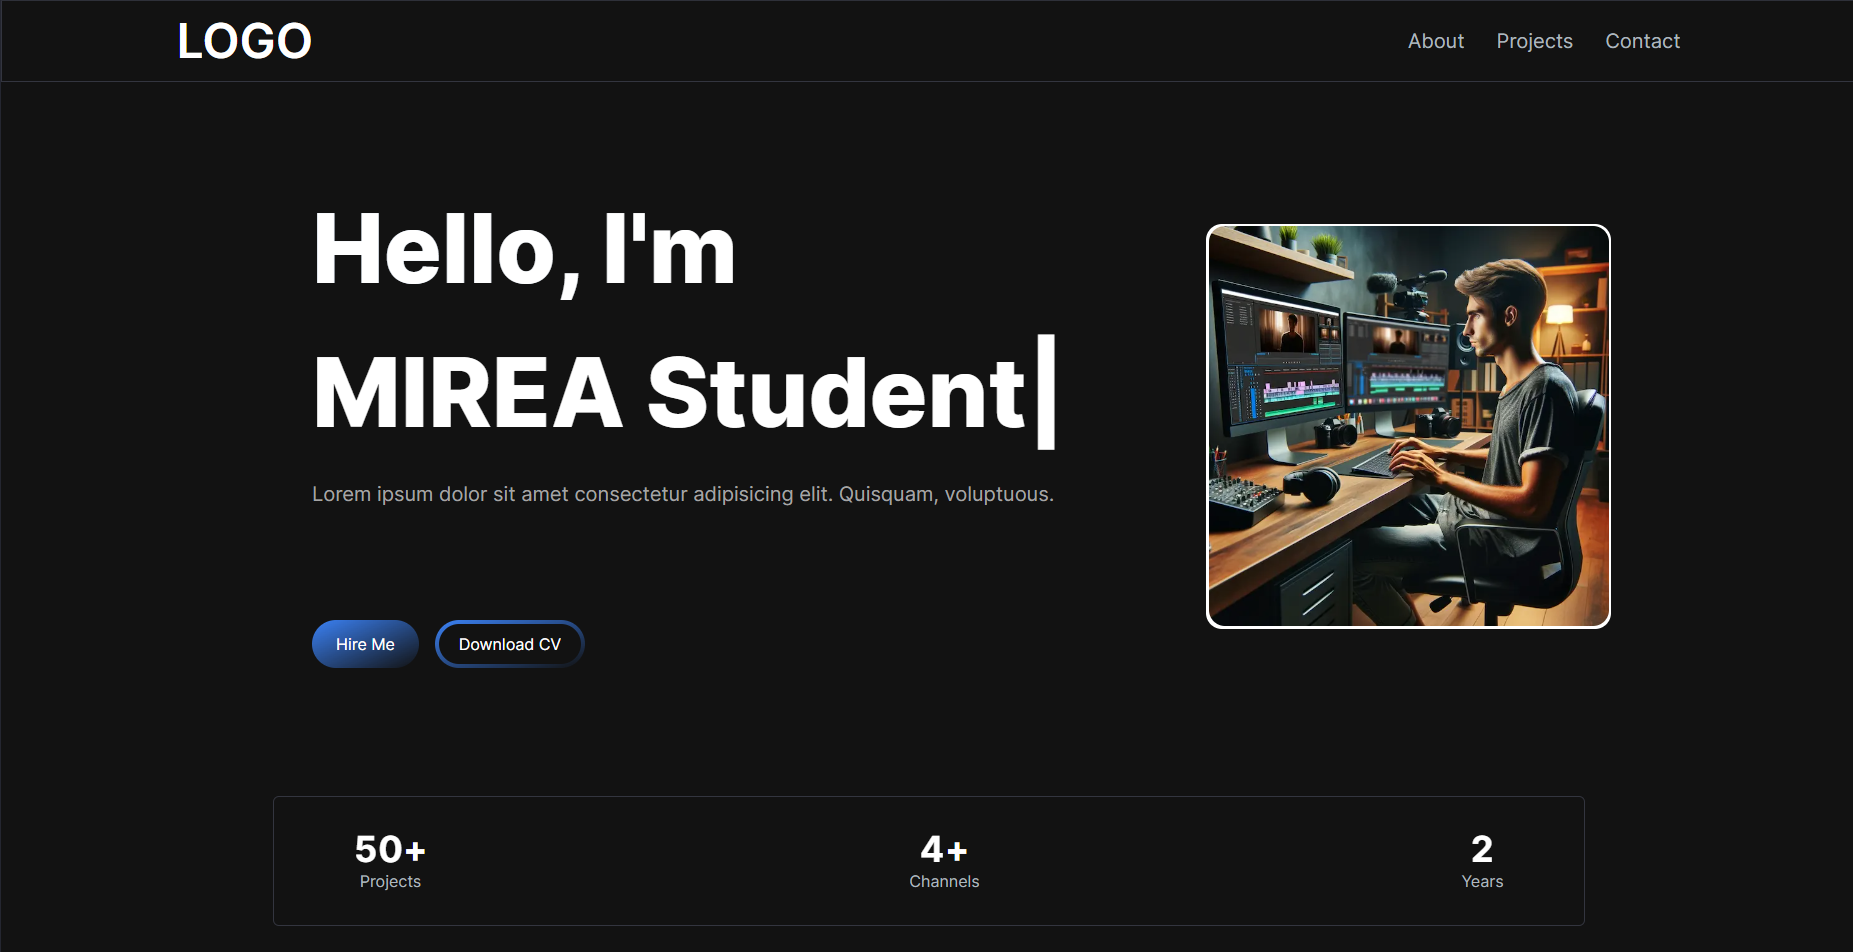 LOGO
About Projects Contact
Hello, I'm
MIREA Student|
Lorem ipsum dolor sit amet consectetur adipisicing elit. Quisquam, voluptuous.
Hire Me Download CV
50+ 4+ 2
Projects Channels Years